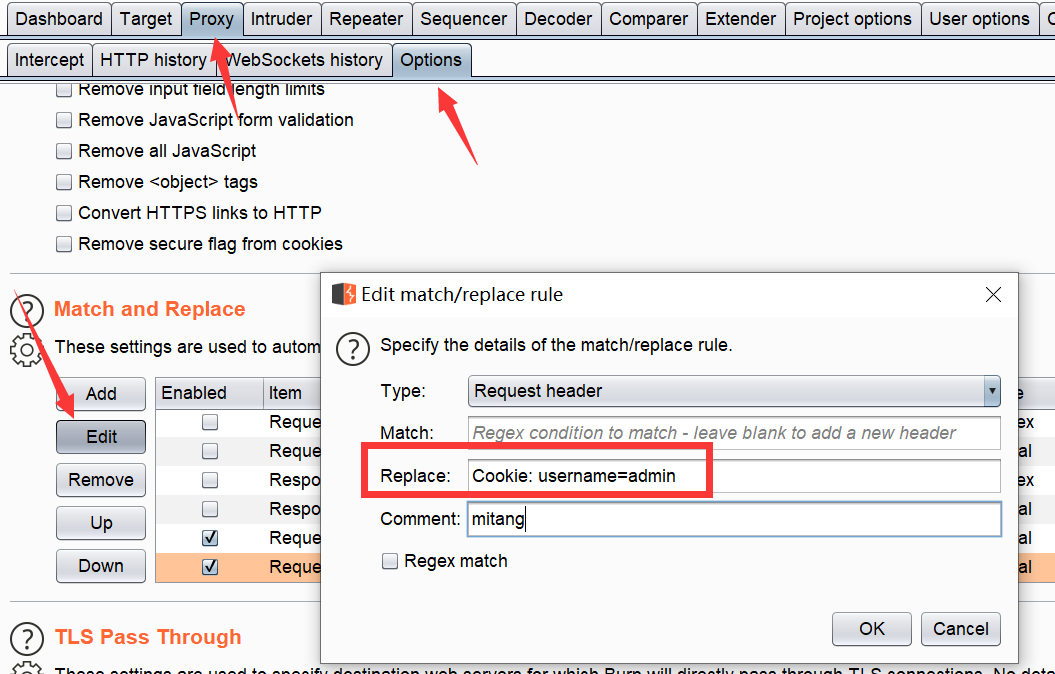 Dashboard Target Proxy Intruder Repeater Sequencer Decoder Comparer Extender Project options User options
Intercept HTTP history WebSockets history Options
Remove input field length limits
Remove JavaScript form validation
Remove all JavaScript
Remove <object> tags
Convert HTTPS links to HTTP
Remove secure flag from cookies
Match and Replace
These settings are used to autom
Add
Edit
Remove
Up
Down
Enabled Item
Reque
Reque
Respo
Respo
Reque
Reque
e
ex
al
ex
al
al
al
Edit match/replace rule
Specify the details of the match/replace rule.
Type: Request header
Match: Regex condition to match - leave blank to add a new header
Replace: Cookie: username=admin
Comment: mitang
Regex match
OK Cancel
TLS Pass Through
These settings are used to specify destination web servers for which Burp will directly pass through TLS connections. No deta